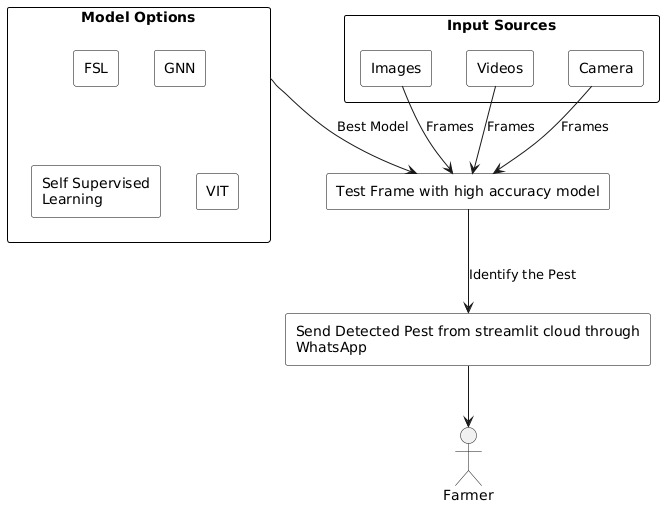 Model Options
FSL
GNN
Self Supervised
Learning
VIT
Input Sources
Images
Videos
Camera
Best Model
Frames
Frames
Frames
Test Frame with high accuracy model
Identify the Pest
Send Detected Pest from streamlit cloud through
WhatsApp
Farmer